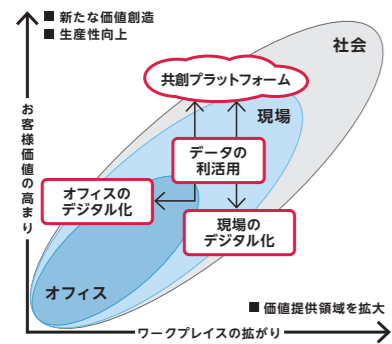 ■ 新たな価値創造
■ 生産性向上
社会
共創プラットフォーム
現場
お客様価値の高まり
データの
利活用
オフィスの
デジタル化
現場の
デジタル化
オフィス
■ 価値提供領域を拡大
ワークプレイスの拡がり